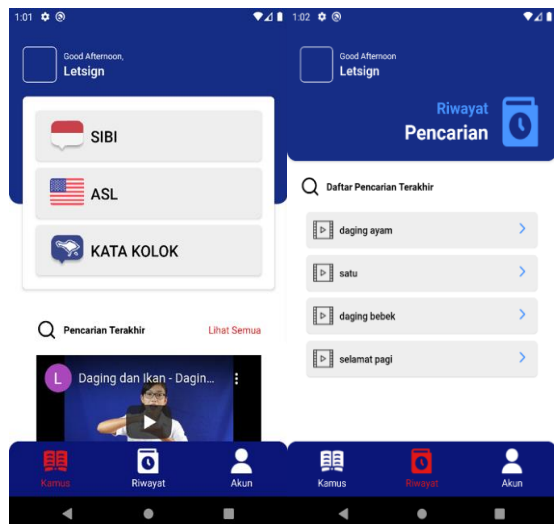 1:01
Good Afternoon,
Letsign
SIBI
ASL
KATA KOLOK
Pencarian Terakhir
Lihat Semua
L
Daging dan Ikan - Dagin...
Kamus
Riwayat
Akun
1:02
Good Afternoon
Letsign
Riwayat
Pencarian
Daftar Pencarian Terakhir
daging ayam
satu
daging bebek
selamat pagi
Kamus
Riwayat
Akun